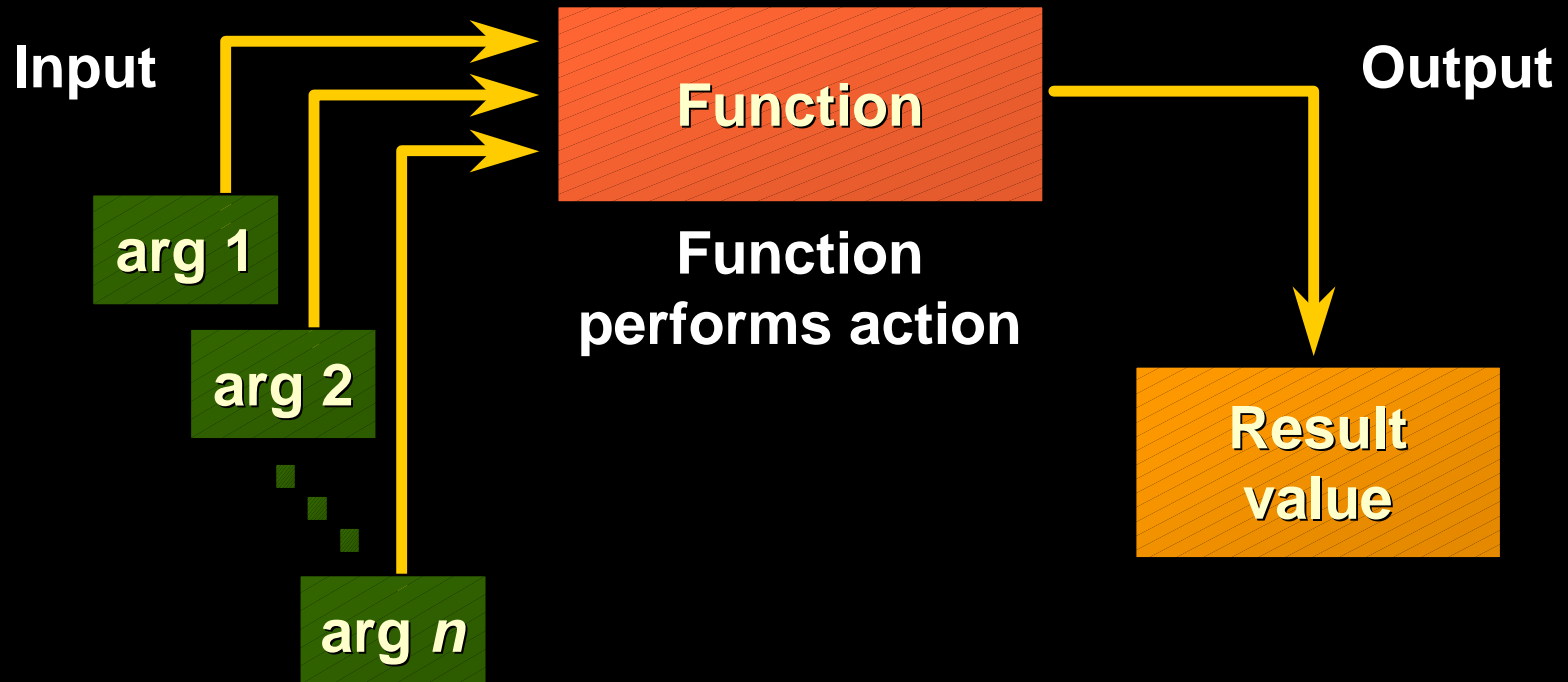 Input
Function
Output
arg 1
Function
performs action
arg 2
Result
value
arg n